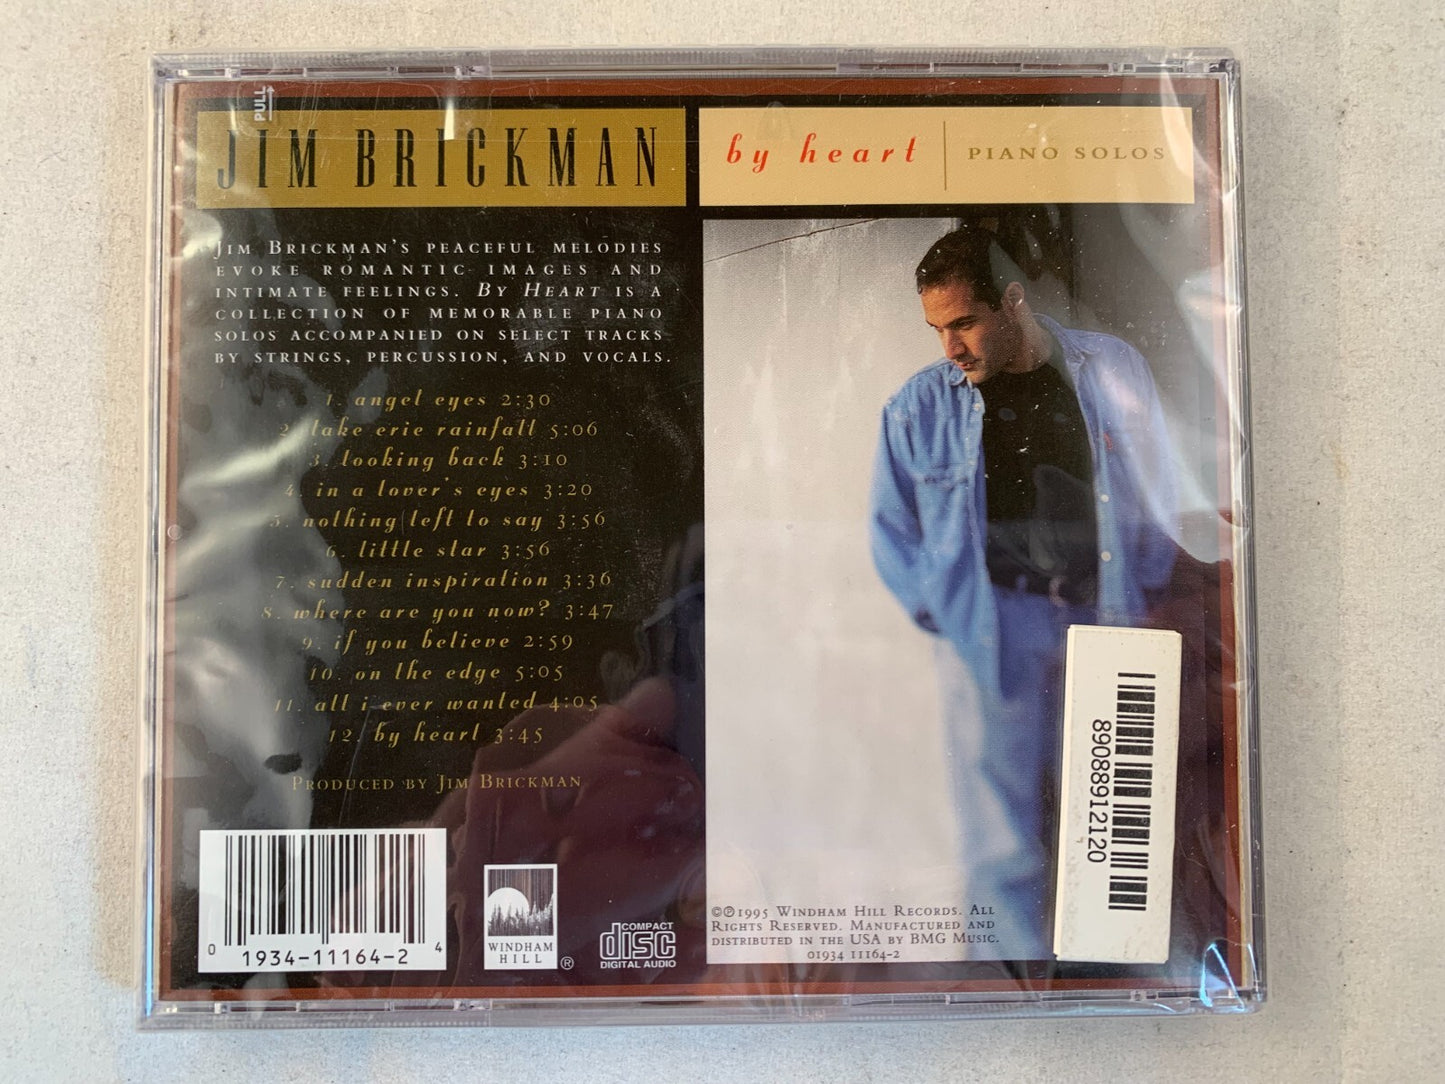 PULL
JIM BRICKMAN
by heart
PIANO SOLOS
JIM BRICKMAN'S PEACEFUL MELODIES
EVOKE ROMANTIC IMAGES AND
INTIMATE FEELINGS. BY HEART IS A
COLLECTION OF MEMORABLE PIANO
SOLOS ACCOMPANIED ON SELECT TRACKS
BY STRINGS, PERCUSSION, AND VOCALS.
1. angel eyes 2:30
2. lake erie rainfall 5:06
3. looking back 3:10
4. in a lover's eyes 3:20
5. nothing left to say 3:56
6. little star 3:56
7. sudden inspiration 3:36
8. where are you now? 3:47
9. if you believe 2:59
10. on the edge 5:05
11. all i ever wanted 4:05
12. by heart 3:45
PRODUCED BY JIM BRICKMAN
0 1934-11164-2 4
WINDHAM
HILL ®
COMPACT
disc
DIGITAL AUDIO
©℗1995 WINDHAM HILL RECORDS. ALL
RIGHTS RESERVED. MANUFACTURED AND
DISTRIBUTED IN THE USA BY BMG MUSIC.
01934 11164-2
8908891212​0